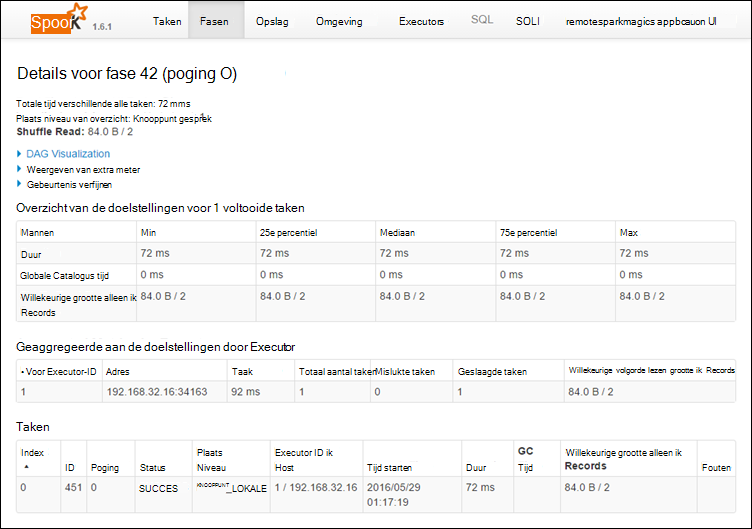 Spook 1.6.1 Taken Fasen Opslag Omgeving Executors SQL SOLI remotesparkmagics appbcauon UI
Details voor fase 42 (poging O)
Totale tijd verschillende alle taken: 72 mms
Plaats niveau van overzicht: Knooppunt gesprek
Shuffle Read: 84.0 B / 2
DAG Visualization
Weergeven van extra meter
Gebeurtenis verfijnen
Overzicht van de doelstellingen voor 1 voltooide taken
Mannen Min 25e percentiel Mediaan 75e percentiel Max
Duur 72 ms 72 ms 72 ms 72 ms 72 ms
Globale Catalogus tijd 0 ms 0 ms 0 ms 0 ms 0 ms
Willekeurige grootte alleen ik 84.0 B / 2 84.0 B / 2 84.0 B / 2 84.0 B / 2 84.0 B / 2
Records
Geaggregeerde aan de doelstellingen door Executor
Voor Executor-ID Adres Taak Totaal aantal taken Mislukte taken Geslaagde taken Willekeurige volgorde lezen grootte ik Records
1 192.168.32.16:34163 92 ms 1 0 1 84.0 B / 2
Taken
Index ID Poging Status Plaats Niveau Executor ID ik Host Tijd starten Duur GC Tijd Willekeurige grootte alleen ik Records Fouten
0 451 0 SUCCES KNOOPPUNT_LOKALE 1 / 192.168.32.16 2016/05/29 72 ms 84.0 B / 2
01:17:19